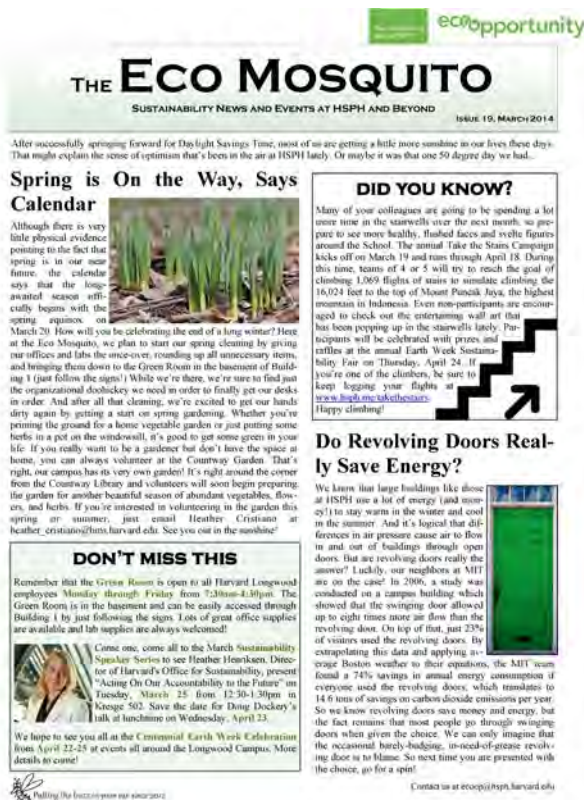 ecoopportunity
THE ECO MOSQUITO
SUSTAINABILITY NEWS AND EVENTS AT HSPH AND BEYOND
ISSUE 19, MARCH 2014
After successfully springing forward for Daylight Savings Time, most of us are getting a little more sunshine in our lives these days.
That might explain the sense of optimism that's been in the air at HSPH lately. Or maybe it was that one 50 degree day we had...
Spring is On the Way, Says
Calendar
Although there is very
little physical evidence
pointing to the fact that
spring is in our near
future, the calendar
says that the long-
awaited season offi-
cially begins with the
spring equinox on
March 20. How will you be celebrating the end of a long winter? Here
at the Eco Mosquito, we plan to start our spring cleaning by giving
our offices and labs the once-over, rounding up all unnecessary items,
and bringing them down to the Green Room in the basement of Build-
ing 1 (just follow the signs!) While we're there, we're sure to find just
the organizational doohickey we need in order to finally get our desks
in order. And after all that cleaning, we're excited to get our hands
dirty again by getting a start on spring gardening. Whether you're
priming the ground for a home vegetable garden or just putting some
herbs in a pot on the windowsill, it's good to get some green in your
life. If you really want to be a gardener but don't have the space at
home, you can always volunteer at the Countway Garden. That's
right, our campus has its very own garden! It's right around the corner
from the Countway Library and volunteers will soon begin preparing
the garden for another beautiful season of abundant vegetables, flow-
ers, and herbs. If you're interested in volunteering in the garden this
spring or summer, just email Heather Cristiano at
heather_cristiano@hms.harvard.edu. See you out in the sunshine!
DON'T MISS THIS
Remember that the Green Room is open to all Harvard Longwood
employees Monday through Friday from 7:30am-4:30pm. The
Green Room is in the basement and can be easily accessed through
Building 1 by just following the signs. Lots of great office supplies
are available and lab supplies are always welcomed!
Come one, come all to the March Sustainability
Speaker Series to see Heather Henriksen, Direc-
tor of Harvard's Office for Sustainability, present
"Acting On Our Accountability to the Future" on
Tuesday, March 25 from 12:30-1:30pm in
Kresge 502. Save the date for Doug Dockery's
talk at lunchtime on Wednesday, April 23.
We hope to see you all at the Centennial Earth Week Celebration
from April 22-25 at events all around the Longwood Campus. More
details to come!
DID YOU KNOW?
Many of your colleagues are going to be spending a lot
more time in the stairwells over the next month, so pre-
pare to see more healthy, flushed faces and svelte figures
around the School. The annual Take the Stairs Campaign
kicks off on March 19 and runs through April 18. During
this time, teams of 4 or 5 will try to reach the goal of
climbing 1,069 flights of stairs to simulate climbing the
16,024 feet to the top of Mount Puncak Jaya, the highest
mountain in Indonesia. Even non-participants are encour-
aged to check out the entertaining wall art that
has been popping up in the stairwells lately. Par-
ticipants will be celebrated with prizes and
raffles at the annual Earth Week Sustaina-
bility Fair on Thursday, April 24. If
you're one of the climbers, be sure to
keep logging your flights at
www.hsph.me/takethestairs.
Happy climbing!
Do Revolving Doors Real-
ly Save Energy?
We know that large buildings like those
at HSPH use a lot of energy (and mon-
ey!) to stay warm in the winter and cool
in the summer. And it's logical that dif-
ferences in air pressure cause air to flow
in and out of buildings through open
doors. But are revolving doors really the
answer? Luckily, our neighbors at MIT
are on the case! In 2006, a study was
conducted on a campus building which
showed that the swinging door allowed
up to eight times more air flow than the
revolving door. On top of that, just 23%
of visitors used the revolving doors. By
extrapolating this data and applying av-
erage Boston weather to their equations, the MIT team
found a 74% savings in annual energy consumption if
everyone used the revolving doors, which translates to
14.6 tons of savings on carbon dioxide emissions per year.
So we know revolving doors save money and energy, but
the fact remains that most people go through swinging
doors when given the choice. We can only imagine that
the occasional barely-budging, in-need-of-grease revolv-
ing door is to blame. So next time you are presented with
the choice, go for a spin!
Contact us at ecoop@hsph.harvard.edu
Putting the buzz in